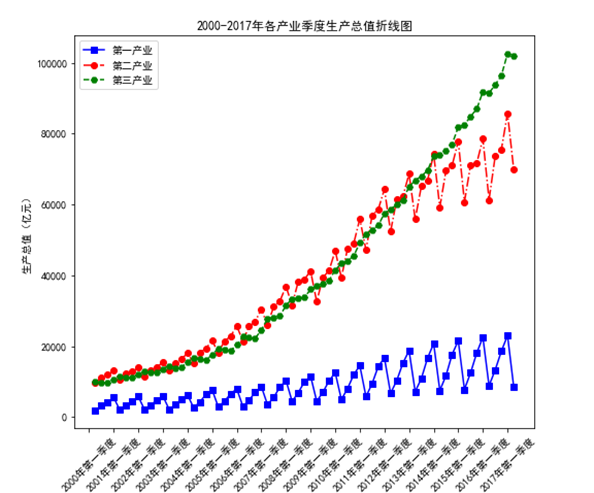 2000-2017年各产业季度生产总值折线图
第一产业
第二产业
第三产业
生产总值（亿元）
100000
80000
60000
40000
20000
0
2000年第一季度
2001年第一季度
2002年第一季度
2003年第一季度
2004年第一季度
2005年第一季度
2006年第一季度
2007年第一季度
2008年第一季度
2009年第一季度
2010年第一季度
2011年第一季度
2012年第一季度
2013年第一季度
2014年第一季度
2015年第一季度
2016年第一季度
2017年第一季度